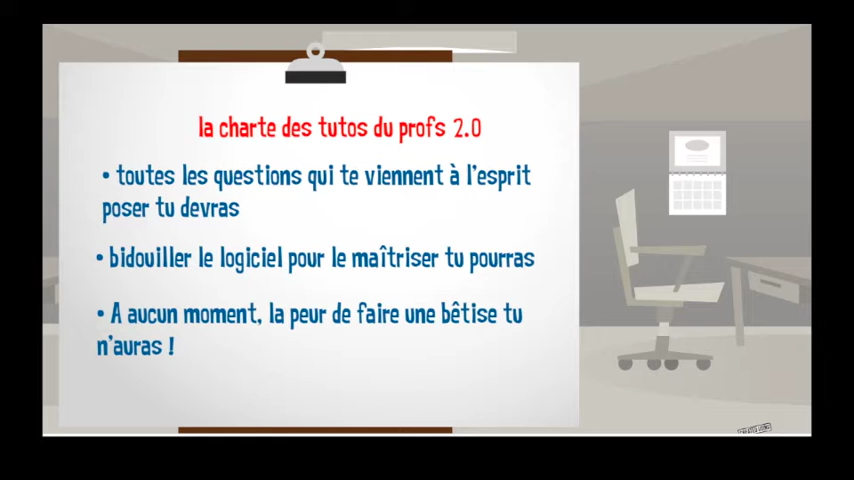 la charte des tutos du profs 2.0
• toutes les questions qui te viennent à l'esprit
poser tu devras
• bidouiller le logiciel pour le maîtriser tu pourras
• A aucun moment, la peur de faire une bêtise tu
n'auras !